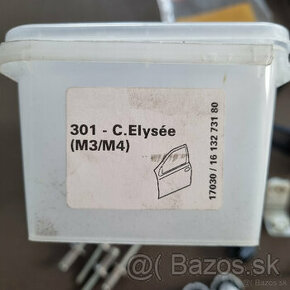 301 - C.Elysée
(M3/M4)
17030 / 16 132 731 80
@ Bazos.sk